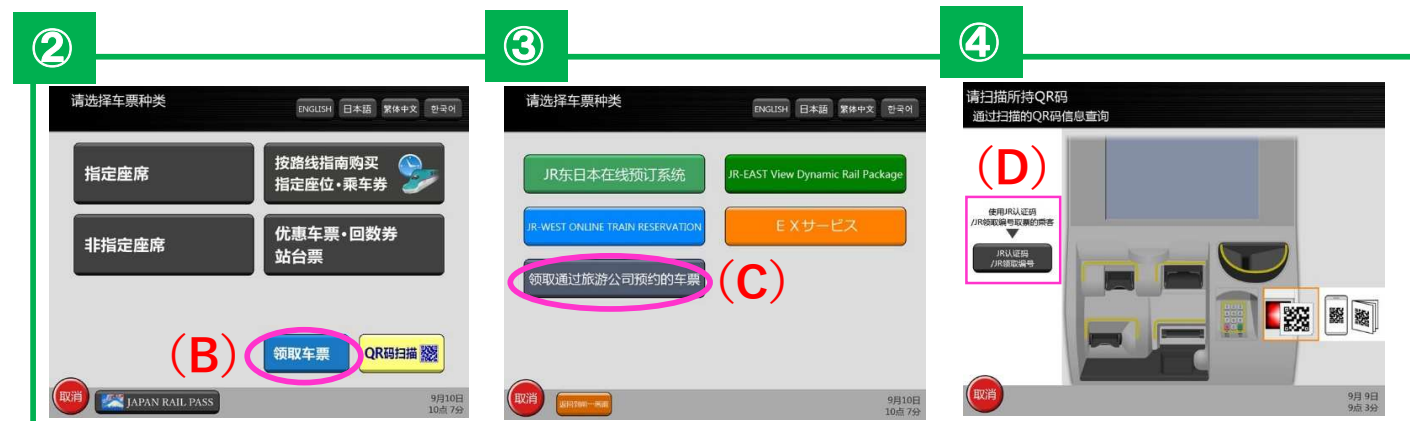 ②
请选择车票种类
ENGLISH 日本語 繁体中文 한국어
指定座席
按路线指南购买
指定座位・乘车券
非指定座席
优惠车票・回数券
站台票
(B)
领取车票
QR码扫描
取消
JAPAN RAIL PASS
9月10日
10点 7分
③
请选择车票种类
ENGLISH 日本語 繁体中文 한국어
JR东日本在线预订系统
JR-EAST View Dynamic Rail Package
JR-WEST ONLINE TRAIN RESERVATION
EXサービス
领取通过旅游公司预约的车票
(C)
取消
9月10日
10点 7分
④
请扫描所持QR码
通过扫描的QR码信息查询
(D)
使用JR认证码
/JR领取编号取票的乘客
JR认证码
/JR领取编号
取消
9月 9日
9点 3分